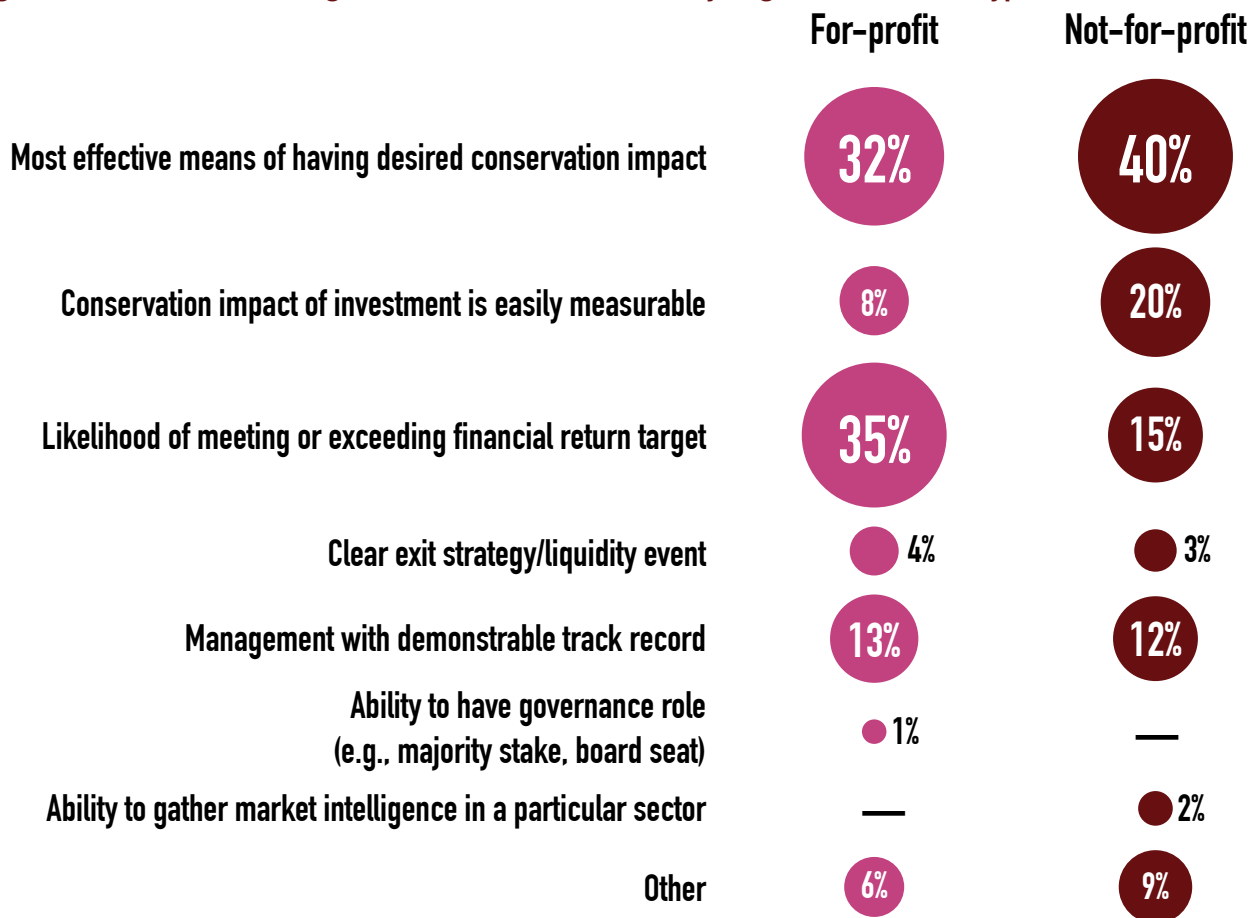 For-profit Not-for-profit
Most effective means of having desired conservation impact 32% 40%
Conservation impact of investment is easily measurable 8% 20%
Likelihood of meeting or exceeding financial return target 35% 15%
Clear exit strategy/liquidity event 4% 3%
Management with demonstrable track record 13% 12%
Ability to have governance role
(e.g., majority stake, board seat) 1% —
Ability to gather market intelligence in a particular sector — 2%
Other 6% 9%